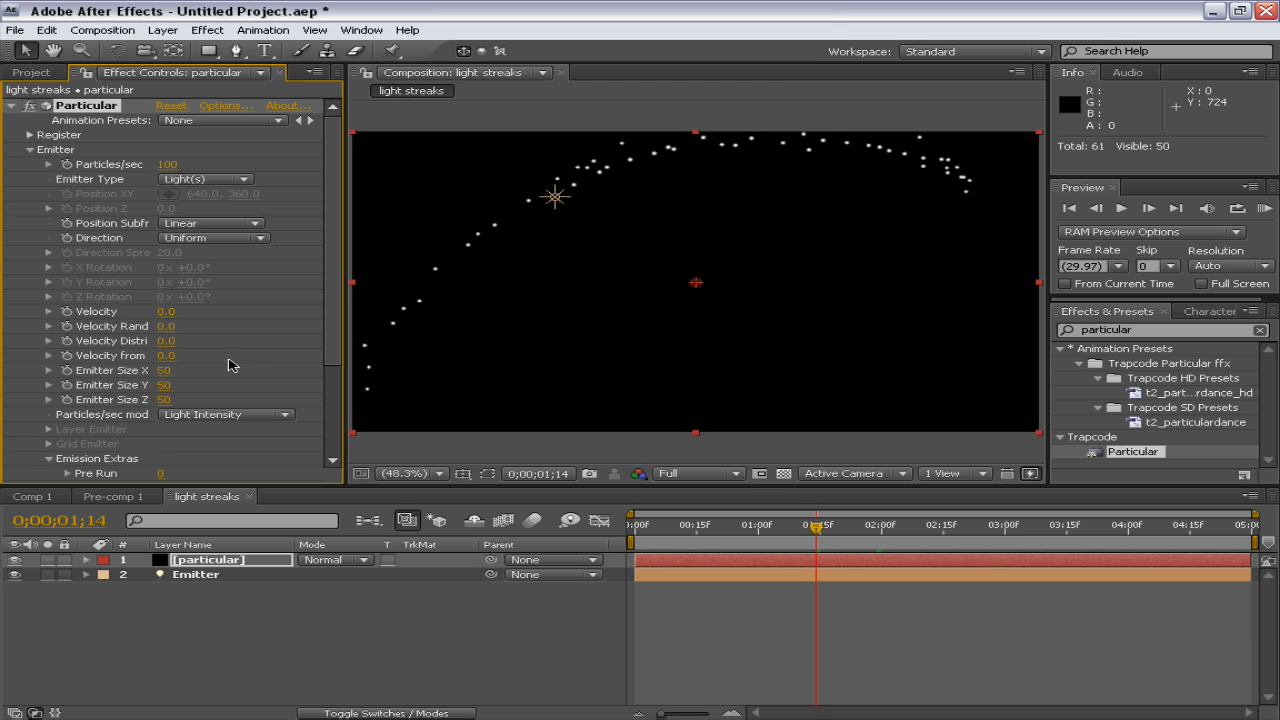 Adobe After Effects - Untitled Project.aep *
File Edit Composition Layer Effect Animation View Window Help
Workspace: Standard Search Help
Project Effect Controls: particular
light streaks • particular
Particular Reset Options... About...
Animation Presets: None
Register
Emitter
Particles/sec 100
Emitter Type Light(s)
Position XY 640.0, 360.0
Position Z 0.0
Position Subfr Linear
Direction Uniform
Direction Spre 20.0
X Rotation 0x +0.0°
Y Rotation 0x +0.0°
Z Rotation 0x +0.0°
Velocity 0.0
Velocity Rand 0.0
Velocity Distri 0.0
Velocity from 0.0
Emitter Size X 50
Emitter Size Y 50
Emitter Size Z 50
Particles/sec mod Light Intensity
Layer Emitter
Grid Emitter
Emission Extras
Pre Run 0
Composition: light streaks
light streaks
(48.3%) 0;00;01;14 Full Active Camera 1 View
Info Audio
R : X : 0
G : Y : 724
B :
A : 0
Total: 61 Visible: 50
Preview
RAM Preview Options
Frame Rate Skip Resolution
(29.97) 0 Auto
From Current Time Full Screen
Effects & Presets Character
particular
* Animation Presets
Trapcode Particular ffx
Trapcode HD Presets
t2_part...rdance_hd
Trapcode SD Presets
t2_particulardance
Trapcode
Particular
Comp 1 Pre-comp 1 light streaks
0;00;01;14
:00F 00:15F 01:00F 01:15F 02:00F 02:15F 03:00F 03:15F 04:00F 04:15F 05:00
# Layer Name Mode T TrkMat Parent
1 [particular] Normal None
2 Emitter None
Toggle Switches / Modes